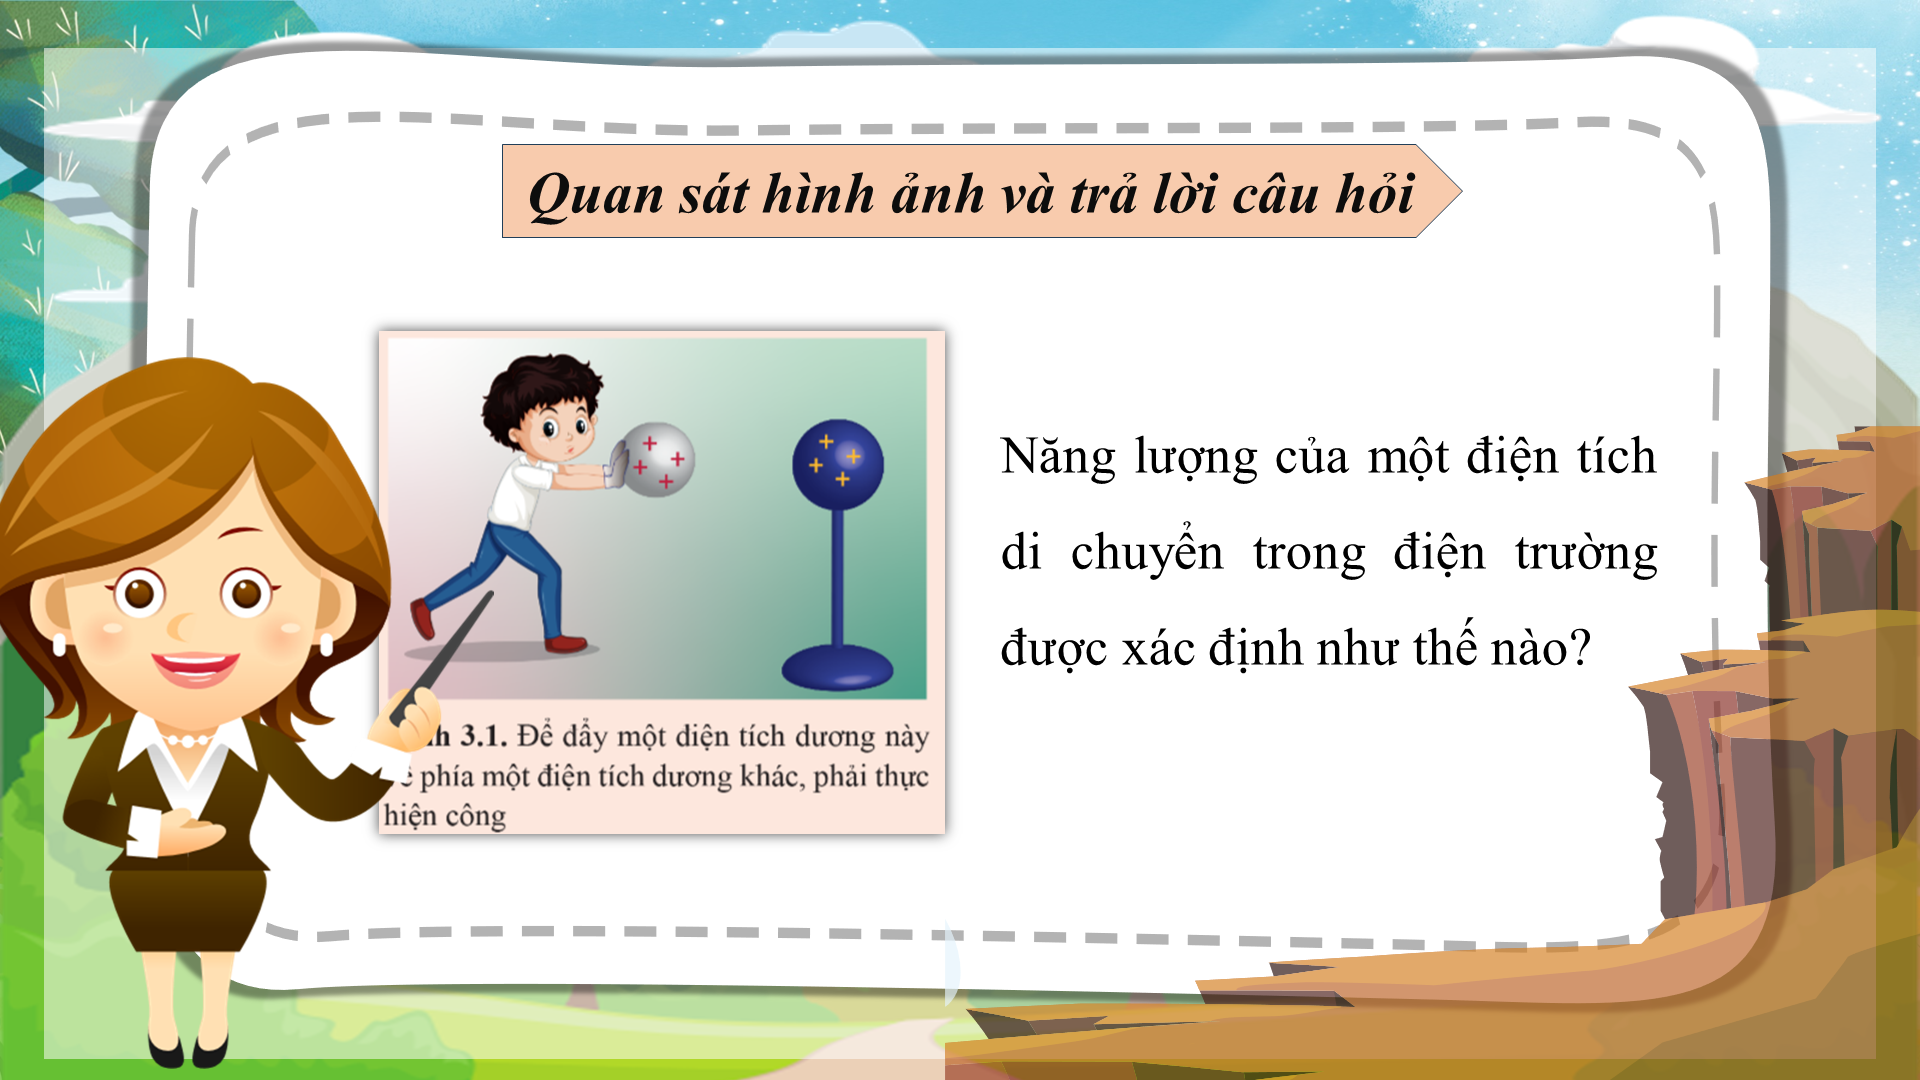 Quan sát hình ảnh và trả lời câu hỏi
Năng lượng của một điện tích
di chuyển trong điện trường
được xác định như thế nào?
3.1. Để đẩy một điện tích dương này
phía một điện tích dương khác, phải thực
hiện công